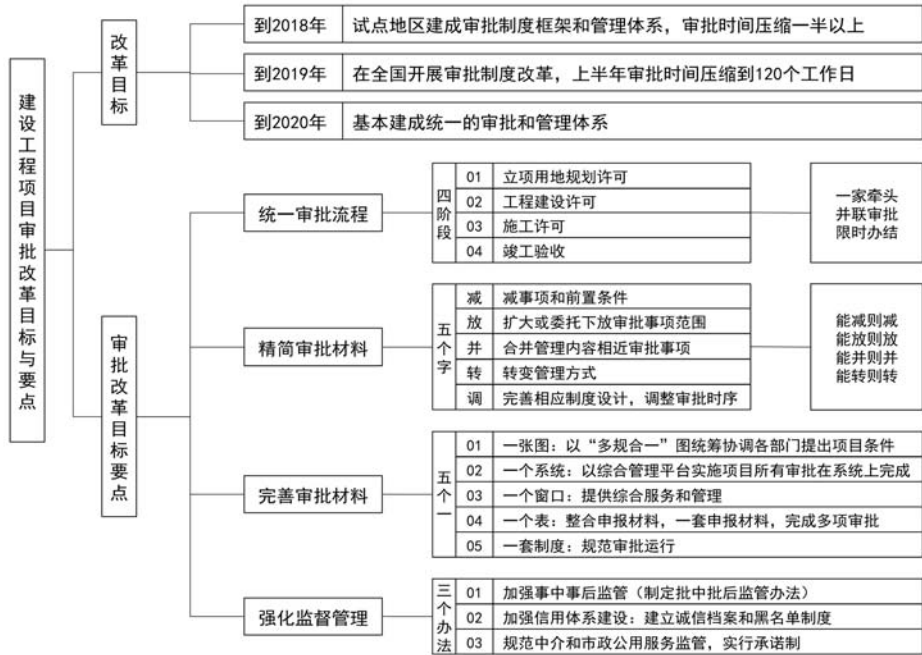 建设工程项目审批改革目标与要点
改革目标
到2018年 试点地区建成审批制度框架和管理体系，审批时间压缩一半以上
到2019年 在全国开展审批制度改革，上半年审批时间压缩到120个工作日
到2020年 基本建成统一的审批和管理体系
审批改革目标要点
统一审批流程
四阶段
01 立项用地规划许可
02 工程建设许可
03 施工许可
04 竣工验收
一家牵头
并联审批
限时办结
精简审批材料
五个字
减 减事项和前置条件
放 扩大或委托下放审批事项范围
并 合并管理内容相近审批事项
转 转变管理方式
调 完善相应制度设计，调整审批时序
能减则减
能放则放
能并则并
能转则转
完善审批材料
五个一
01 一张图：以“多规合一”图统筹协调各部门提出项目条件
02 一个系统：以综合管理平台实施项目所有审批在系统上完成
03 一个窗口：提供综合服务和管理
04 一个表：整合申报材料，一套申报材料，完成多项审批
05 一套制度：规范审批运行
强化监督管理
三个办法
01 加强事中事后监管（制定批中批后监管办法）
02 加强信用体系建设：建立诚信档案和黑名单制度
03 规范中介和市政公用服务监管，实行承诺制